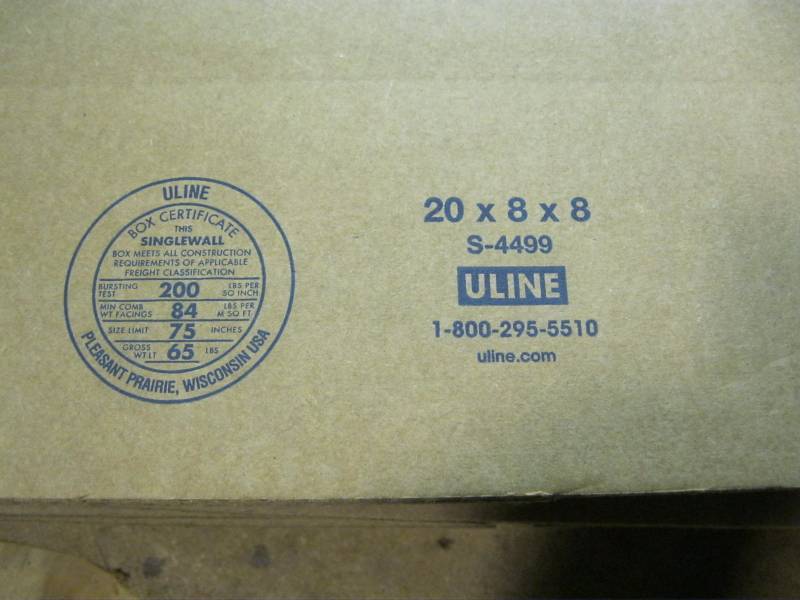 ULINE
BOX CERTIFICATE
THIS
SINGLEWALL
BOX MEETS ALL CONSTRUCTION
REQUIREMENTS OF APPLICABLE
FREIGHT CLASSIFICATION
BURSTING TEST 200 LBS PER SQ INCH
MIN COMB WT FACINGS 84 LBS PER M SQ FT
SIZE LIMIT 75 INCHES
GROSS WT LT 65 LBS
PLEASANT PRAIRIE, WISCONSIN USA
20 x 8 x 8
S-4499
ULINE
1-800-295-5510
uline.com